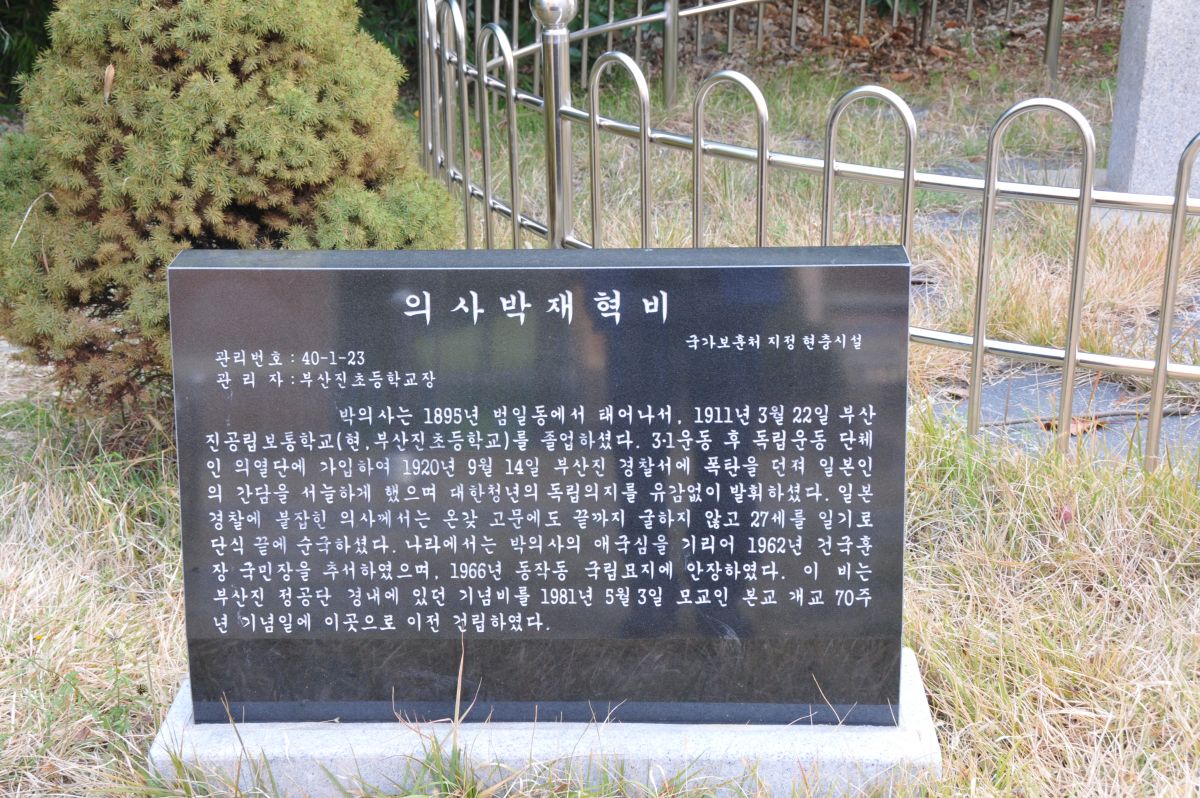 의사박재혁비
국가보훈처 지정 현충시설
관리번호 : 40-1-23
관 리 자 : 부산진초등학교장
박의사는 1895년 범일동에서 태어나서, 1911년 3월 22일 부산
진공립보통학교(현,부산진초등학교)를 졸업하셨다. 3·1운동 후 독립운동 단체
인 의열단에 가입하여 1920년 9월 14일 부산진 경찰서에 폭탄을 던져 일본인
의 간담을 서늘하게 했으며 대한청년의 독립의지를 유감없이 발휘하셨다. 일본
경찰에 붙잡힌 의사께서는 온갖 고문에도 끝까지 굴하지 않고 27세를 일기로
단식 끝에 순국하셨다. 나라에서는 박의사의 애국심을 기리어 1962년 건국훈
장 국민장을 추서하였으며, 1966년 동작동 국립묘지에 안장하였다. 이 비는
부산진 정공단 경내에 있던 기념비를 1981년 5월 3일 모교인 본교 개교 70주
년 기념일에 이곳으로 이전 건립하였다.